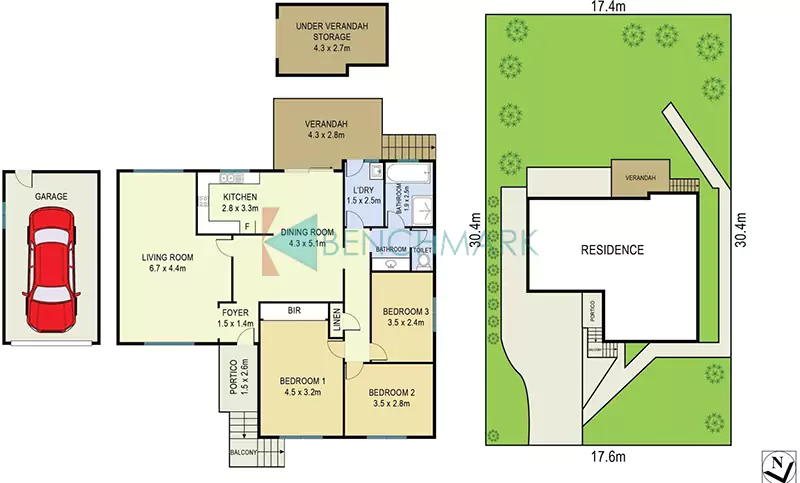 UNDER VERANDAH
STORAGE
4.3 x 2.7m
VERANDAH
4.3 x 2.8m
GARAGE
KITCHEN
2.8 x 3.3m
F
L'DRY
1.5 x 2.5m
BATHROOM
1.9 x 2.5m
DINING ROOM
4.3 x 5.1m
BENCHMARK
BATHROOM
TOILET
LIVING ROOM
6.7 x 4.4m
FOYER
1.5 x 1.4m
BIR
LINEN
BEDROOM 3
3.5 x 2.4m
PORTICO
1.5 x 2.6m
BEDROOM 1
4.5 x 3.2m
BEDROOM 2
3.5 x 2.8m
BALCONY
17.4m
VERANDAH
30.4m
RESIDENCE
30.4m
PORTICO
BALCONY
17.6m
N